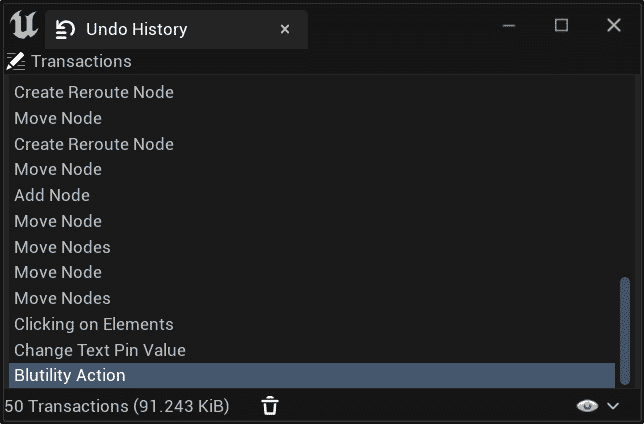 Undo History
Transactions
Create Reroute Node
Move Node
Create Reroute Node
Move Node
Add Node
Move Node
Move Nodes
Move Node
Move Nodes
Clicking on Elements
Change Text Pin Value
Blutility Action
50 Transactions (91.243 KiB)